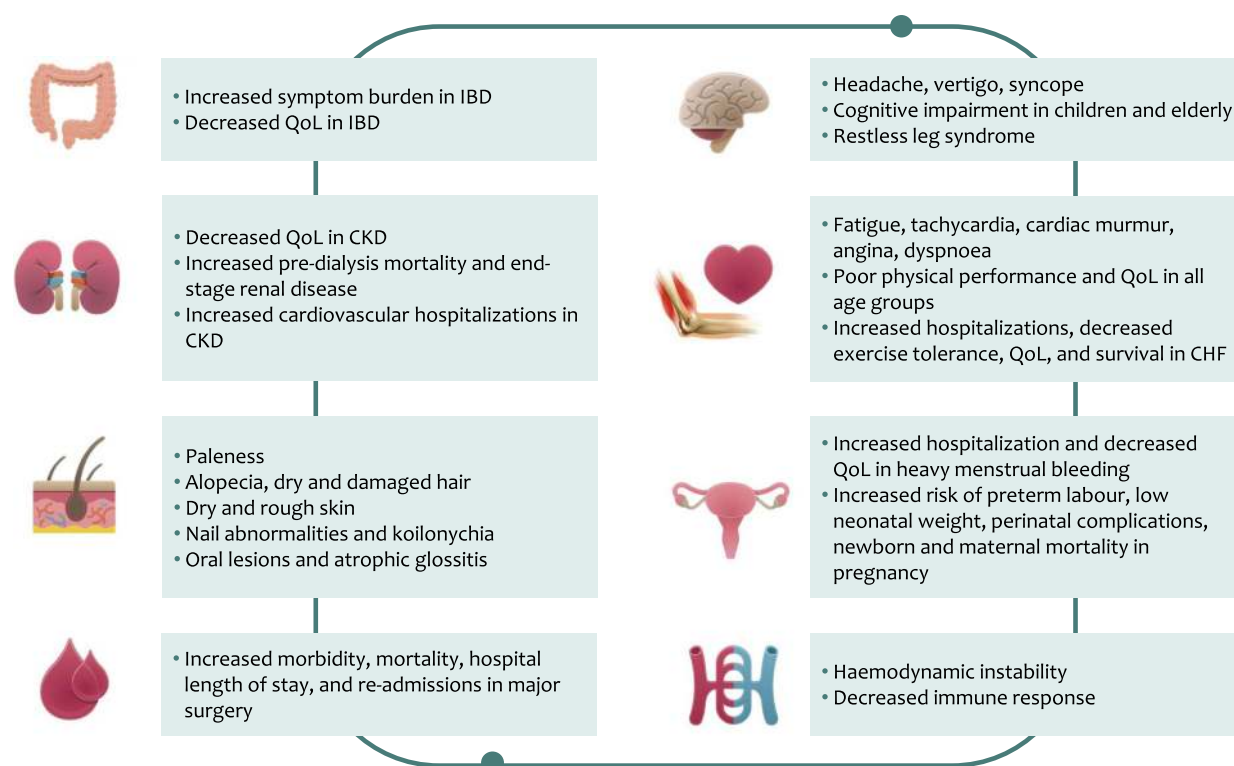 • Increased symptom burden in IBD
• Decreased QoL in IBD
• Decreased QoL in CKD
• Increased pre-dialysis mortality and end-
stage renal disease
• Increased cardiovascular hospitalizations in
CKD
• Paleness
• Alopecia, dry and damaged hair
• Dry and rough skin
• Nail abnormalities and koilonychia
• Oral lesions and atrophic glossitis
• Increased morbidity, mortality, hospital
length of stay, and re-admissions in major
surgery
• Headache, vertigo, syncope
• Cognitive impairment in children and elderly
• Restless leg syndrome
• Fatigue, tachycardia, cardiac murmur,
angina, dyspnoea
• Poor physical performance and QoL in all
age groups
• Increased hospitalizations, decreased
exercise tolerance, QoL, and survival in CHF
• Increased hospitalization and decreased
QoL in heavy menstrual bleeding
• Increased risk of preterm labour, low
neonatal weight, perinatal complications,
newborn and maternal mortality in
pregnancy
• Haemodynamic instability
• Decreased immune response